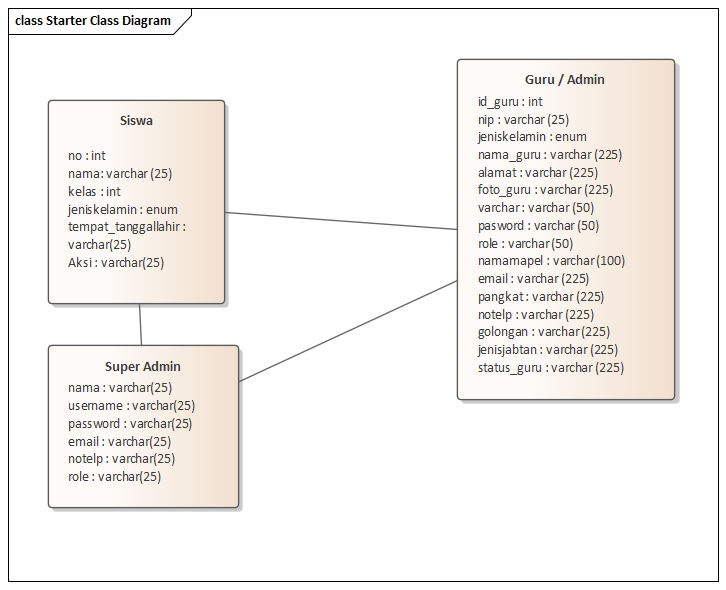 class Starter Class Diagram
Siswa
no : int
nama: varchar (25)
kelas : int
jeniskelamin : enum
tempat_tanggallahir :
varchar(25)
Aksi : varchar(25)
Guru / Admin
id_guru : int
nip : varchar (25)
jeniskelamin : enum
nama_guru : varchar (225)
alamat : varchar (225)
foto_guru : varchar (225)
varchar : varchar (50)
pasword : varchar (50)
role : varchar (50)
namamapel : varchar (100)
email : varchar (225)
pangkat : varchar (225)
notelp : varchar (225)
golongan : varchar (225)
jenisjabtan : varchar (225)
status_guru : varchar (225)
Super Admin
nama : varchar(25)
username : varchar(25)
password : varchar(25)
email : varchar(25)
notelp : varchar(25)
role : varchar(25)